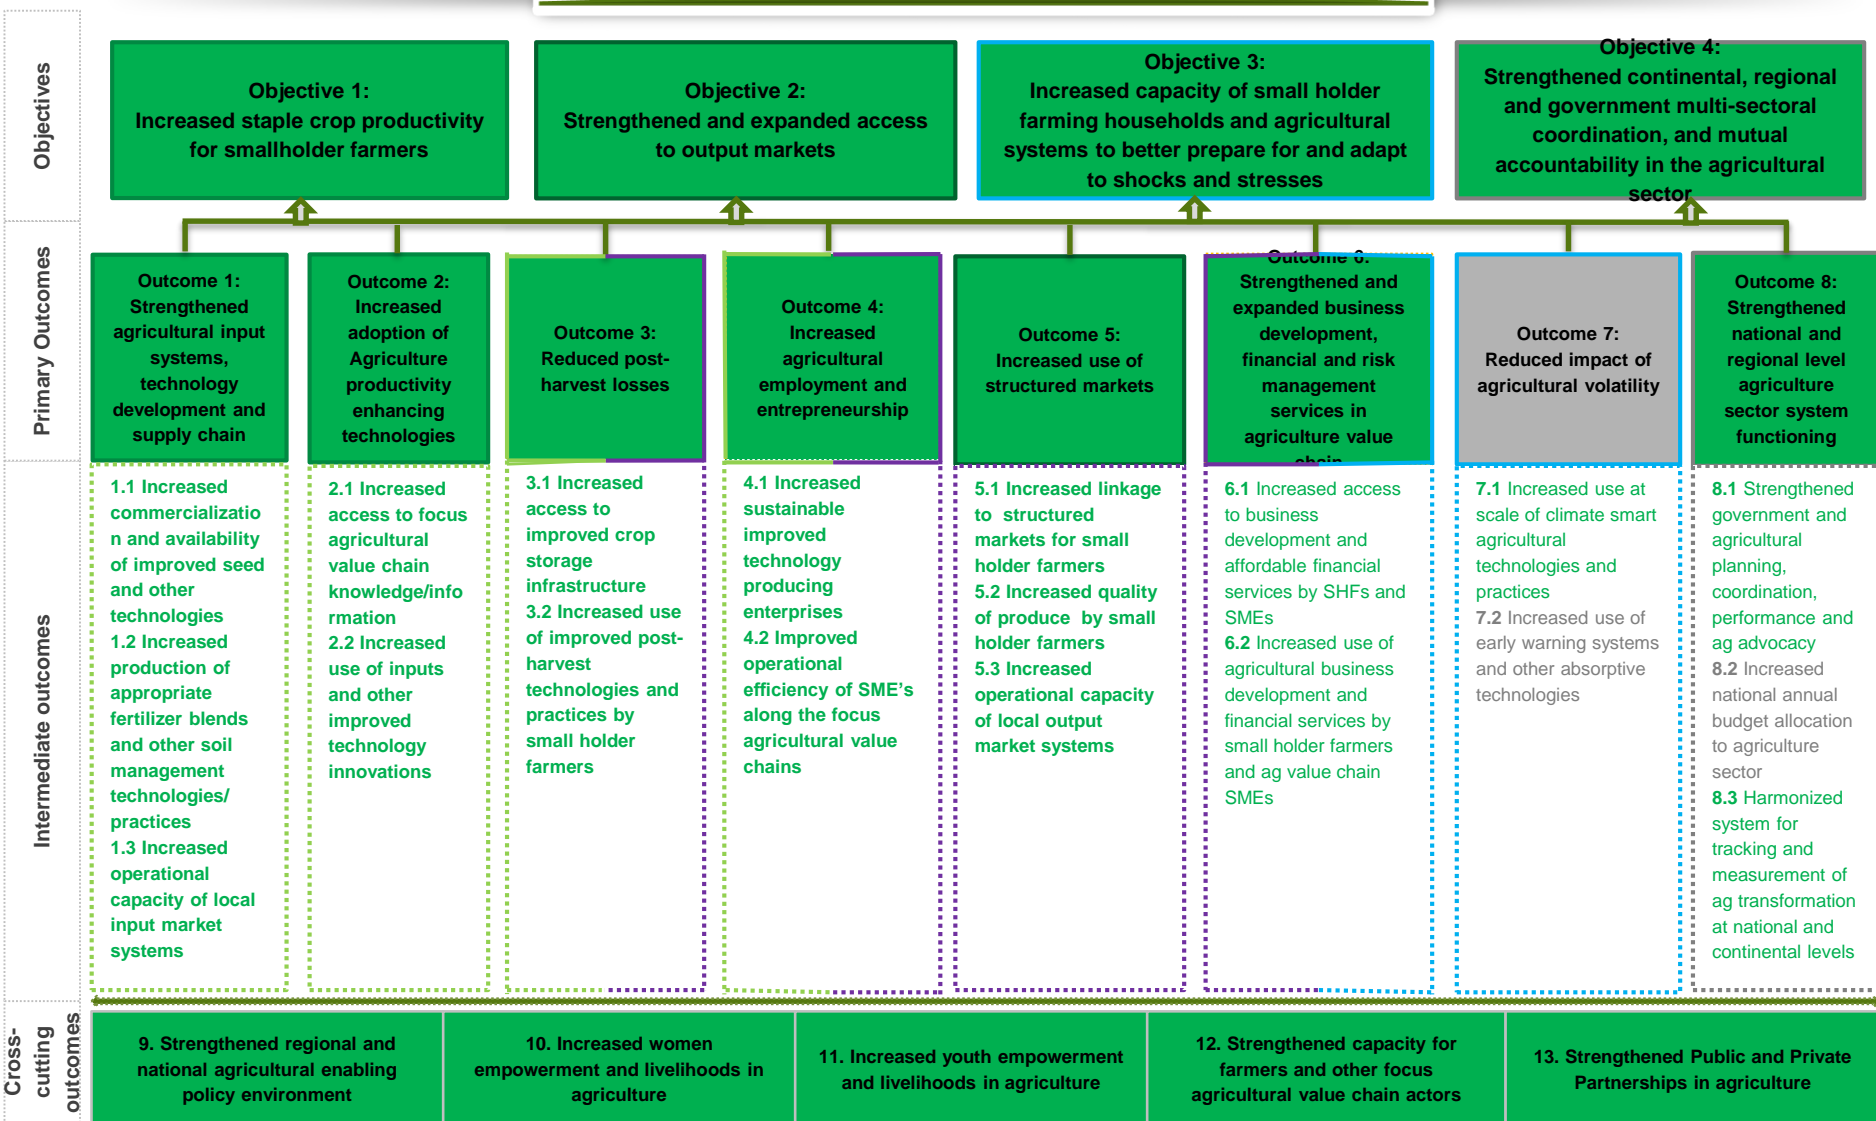 Objectives
Objective 1:
Increased staple crop productivity
for smallholder farmers
Objective 2:
Strengthened and expanded access
to output markets
Objective 3:
Increased capacity of small holder
farming households and agricultural
systems to better prepare for and adapt
to shocks and stresses
Objective 4:
Strengthened continental, regional
and government multi-sectoral
coordination, and mutual
accountability in the agricultural
sector
Primary Outcomes
Outcome 1:
Strengthened
agricultural input
systems,
technology
development and
supply chain
Outcome 2:
Increased
adoption of
Agriculture
productivity
enhancing
technologies
Outcome 3:
Reduced post-
harvest losses
Outcome 4:
Increased
agricultural
employment and
entrepreneurship
Outcome 5:
Increased use of
structured markets
Outcome 6:
Strengthened and
expanded business
development,
financial and risk
management
services in
agriculture value
chain
Outcome 7:
Reduced impact of
agricultural volatility
Outcome 8:
Strengthened
national and
regional level
agriculture
sector system
functioning
Intermediate outcomes
1.1 Increased
commercializatio
n and availability
of improved seed
and other
technologies
1.2 Increased
production of
appropriate
fertilizer blends
and other soil
management
technologies/
practices
1.3 Increased
operational
capacity of local
input market
systems
2.1 Increased
access to focus
agricultural
value chain
knowledge/info
rmation
2.2 Increased
use of inputs
and other
improved
technology
innovations
3.1 Increased
access to
improved crop
storage
infrastructure
3.2 Increased use
of improved post-
harvest
technologies and
practices by
small holder
farmers
4.1 Increased
sustainable
improved
technology
producing
enterprises
4.2 Improved
operational
efficiency of SME's
along the focus
agricultural value
chains
5.1 Increased linkage
to  structured
markets for small
holder farmers
5.2 Increased quality
of produce  by small
holder farmers
5.3 Increased
operational capacity
of local output
market systems
6.1 Increased access
to business
development and
affordable financial
services by SHFs and
SMEs
6.2 Increased use of
agricultural business
development and
financial services by
small holder farmers
and ag value chain
SMEs
7.1 Increased use at
scale of climate smart
agricultural
technologies and
practices
7.2 Increased use of
early warning systems
and other absorptive
technologies
8.1 Strengthened
government and
agricultural
planning,
coordination,
performance and
ag advocacy
8.2 Increased
national annual
budget allocation
to agriculture
sector
8.3 Harmonized
system for
tracking and
measurement of
ag transformation
at national and
continental levels
Cross-
cutting
outcomes
9. Strengthened regional and
national agricultural enabling
policy environment
10. Increased women
empowerment and livelihoods in
agriculture
11. Increased youth empowerment
and livelihoods in agriculture
12. Strengthened capacity for
farmers and other focus
agricultural value chain actors
13. Strengthened Public and Private
Partnerships in agriculture